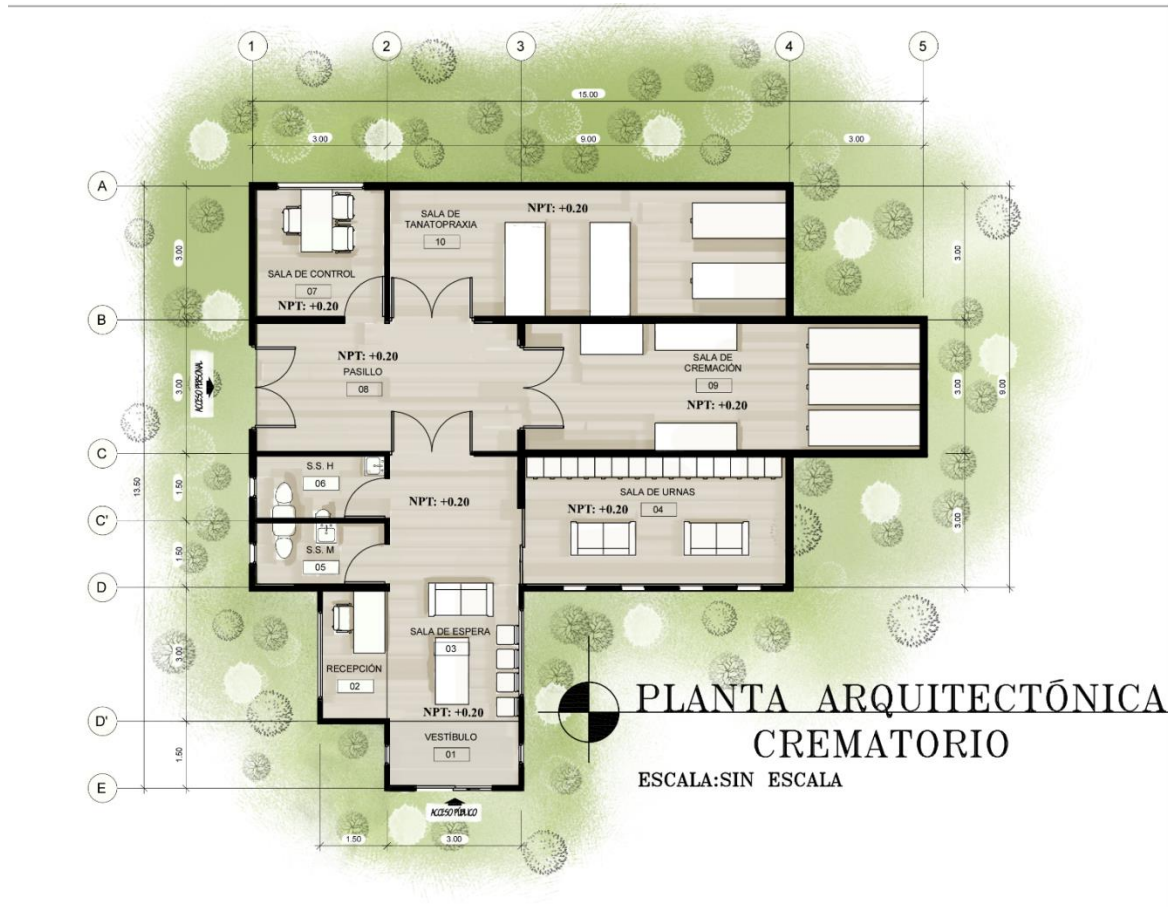 1
2
3
4
5
15.00
3.00
9.00
3.00
A
B
C
C'
D
D'
E
13.50
3.00
3.00
1.50
1.50
3.00
1.50
SALA DE
TANATOPRAXIA
10
NPT: +0.20
SALA DE CONTROL
07
NPT: +0.20
NPT: +0.20
PASILLO
08
ACCESO PERSONAL
SALA DE
CREMACIÓN
09
NPT: +0.20
3.00
3.00
3.00
9.00
S.S. H
06
NPT: +0.20
S.S. M
05
SALA DE URNAS
NPT: +0.20
04
SALA DE ESPERA
03
RECEPCIÓN
02
NPT: +0.20
VESTÍBULO
01
ACCESO PÚBLICO
1.50
3.00
PLANTA ARQUITECTÓNICA
CREMATORIO
ESCALA:SIN ESCALA